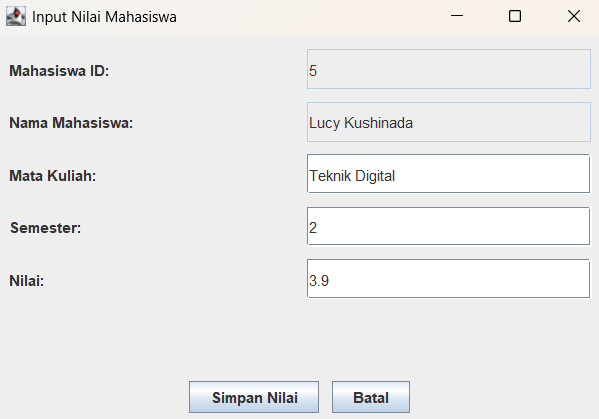 Input Nilai Mahasiswa
Mahasiswa ID: 5
Nama Mahasiswa: Lucy Kushinada
Mata Kuliah: Teknik Digital
Semester: 2
Nilai: 3.9
Simpan Nilai Batal